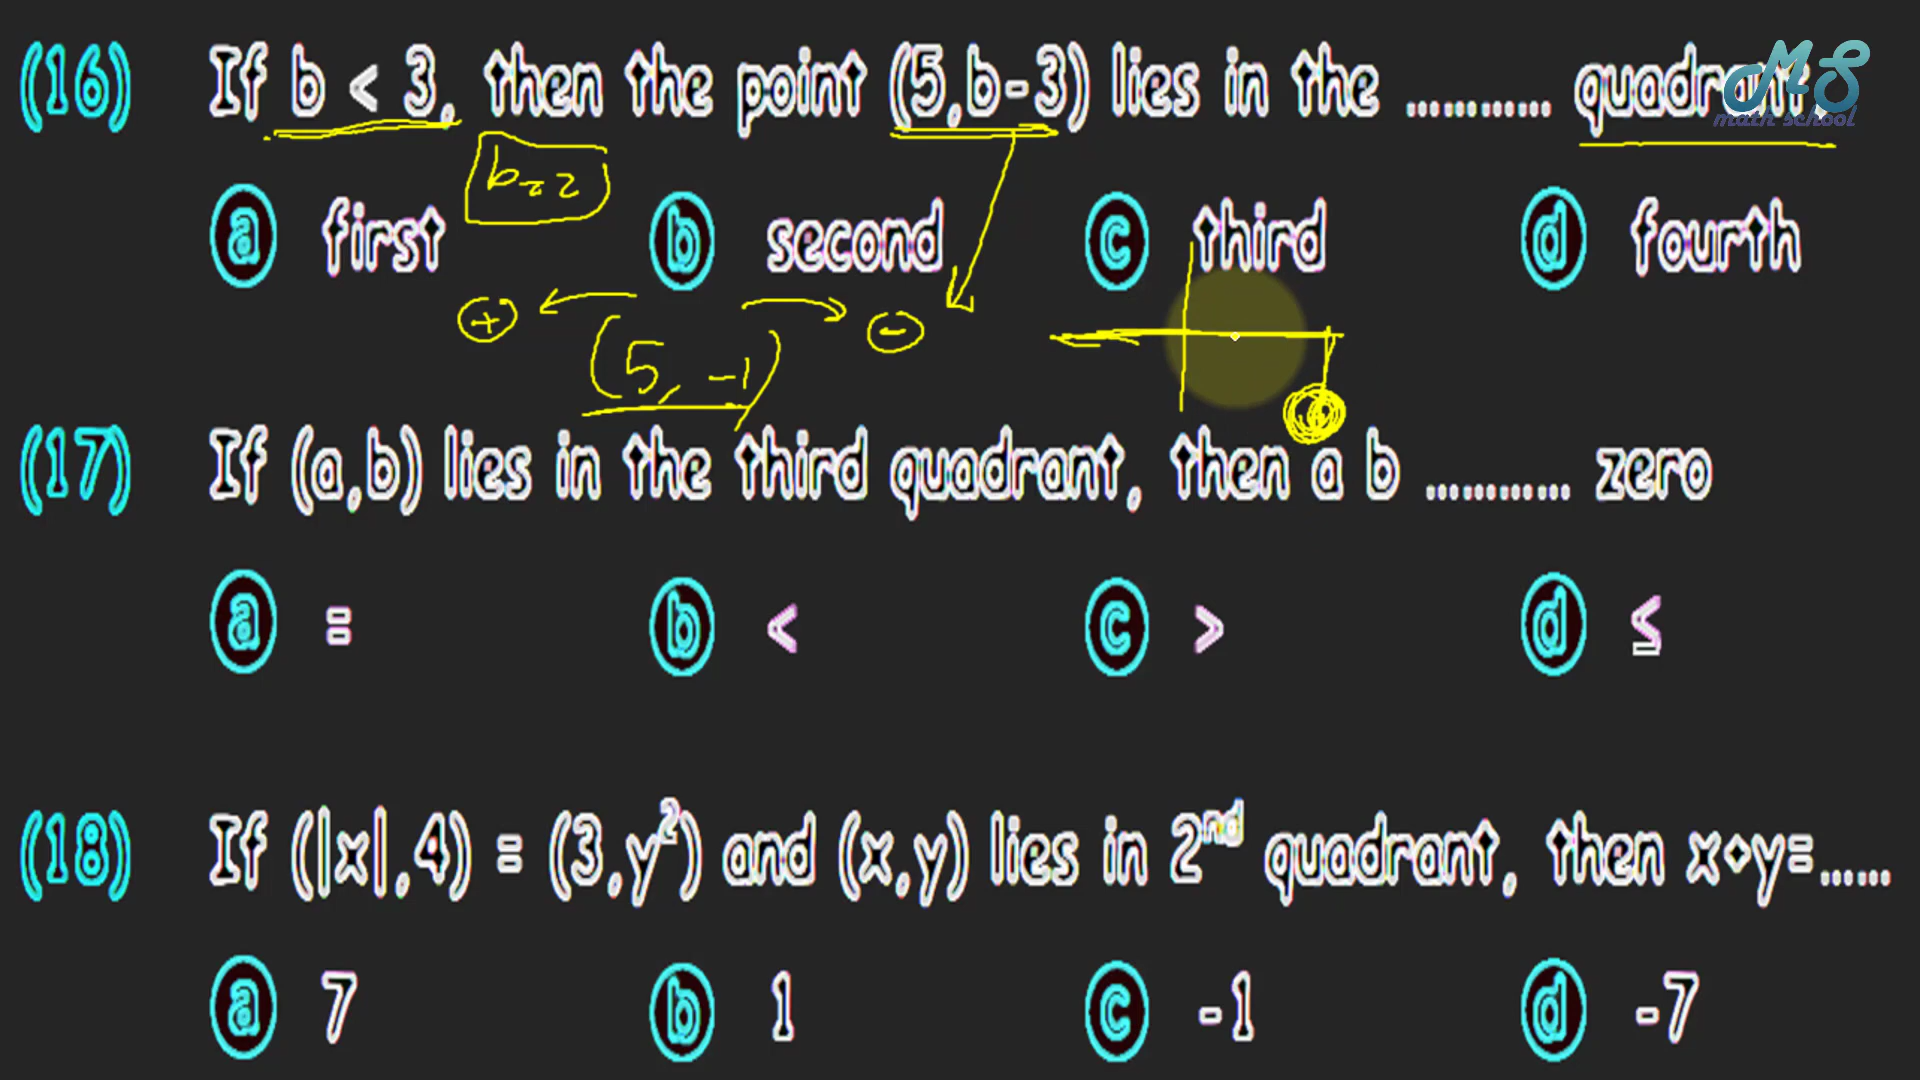 (16) If b < 3, then the point (5,b-3) lies in the ............ quadrant.
MS
math school
b=2
a first b second c third d fourth
+ (5, -1) -
(17) If (a,b) lies in the third quadrant, then a b ............ zero
a = b < c > d ≤
(18) If (|x|,4) = (3,y²) and (x,y) lies in 2nd quadrant, then x+y=......
a 7 b 1 c -1 d -7